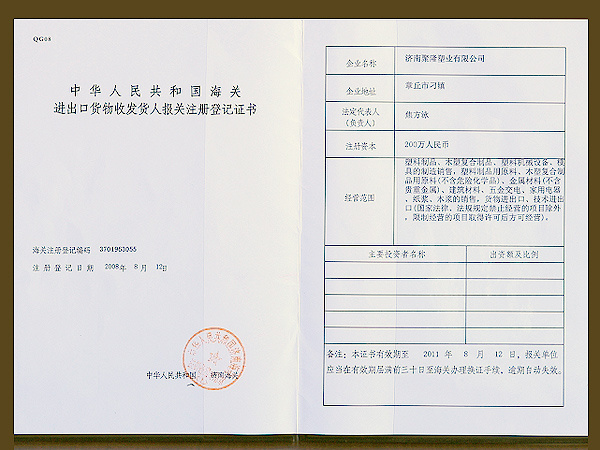 QG08
中华人民共和国海关
进出口货物收发货人报关注册登记证书
海关注册登记编码 3701953055
注册登记日期 2008年 8 月 12日
中华人民共和国 济南海关
企业名称 济南聚隆塑业有限公司
企业地址 章丘市刁镇
法定代表人
(负责人) 焦方泳
注册资本 200万人民币
经营范围
塑料制品、木塑复合制品、塑料机械设备、模
具的制造销售，塑料制品用原料、木塑复合制
品用原料(不含危险化学品)、金属材料(不含
贵重金属)、建筑材料、五金交电、家用电器
、纸浆、木浆的销售，货物进出口、技术进出
口(国家法律、法规规定禁止经营的项目除外
，限制经营的项目取得许可后方可经营)。
主要投资者名称 出资额及比例
备注：本证书有效期至 2011 年 8 月 12 日，报关单位
应当在有效期届满前三十日至海关办理换证手续，逾期自动失效。